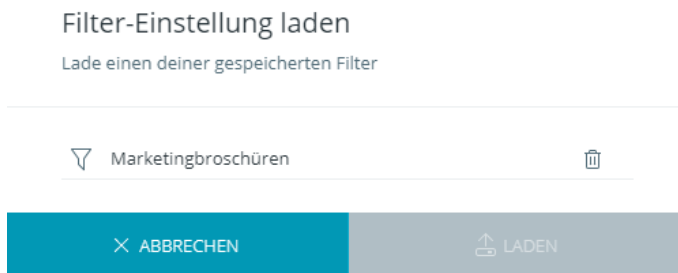 Filter-Einstellung laden
Lade einen deiner gespeicherten Filter
Marketingbroschüren
ABBRECHEN
LADEN